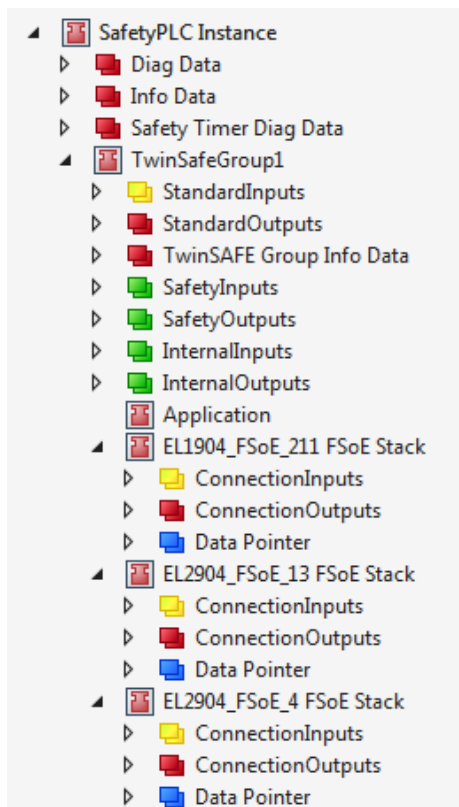 SafetyPLC Instance
Diag Data
Info Data
Safety Timer Diag Data
TwinSafeGroup1
StandardInputs
StandardOutputs
TwinSAFE Group Info Data
SafetyInputs
SafetyOutputs
InternalInputs
InternalOutputs
Application
EL1904_FSoE_211 FSoE Stack
ConnectionInputs
ConnectionOutputs
Data Pointer
EL2904_FSoE_13 FSoE Stack
ConnectionInputs
ConnectionOutputs
Data Pointer
EL2904_FSoE_4 FSoE Stack
ConnectionInputs
ConnectionOutputs
Data Pointer